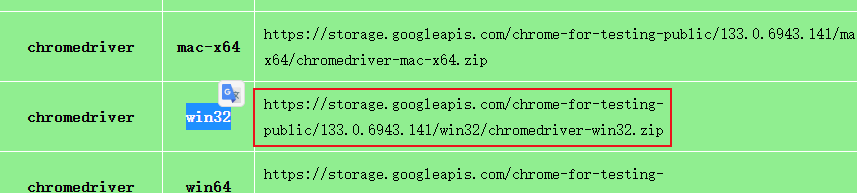 chromedriver mac-x64 https://storage.googleapis.com/chrome-for-testing-public/133.0.6943.141/ma
x64/chromedriver-mac-x64.zip
chromedriver win32 https://storage.googleapis.com/chrome-for-testing-
public/133.0.6943.141/win32/chromedriver-win32.zip
chromedriver win64 https://storage.googleapis.com/chrome-for-testing-